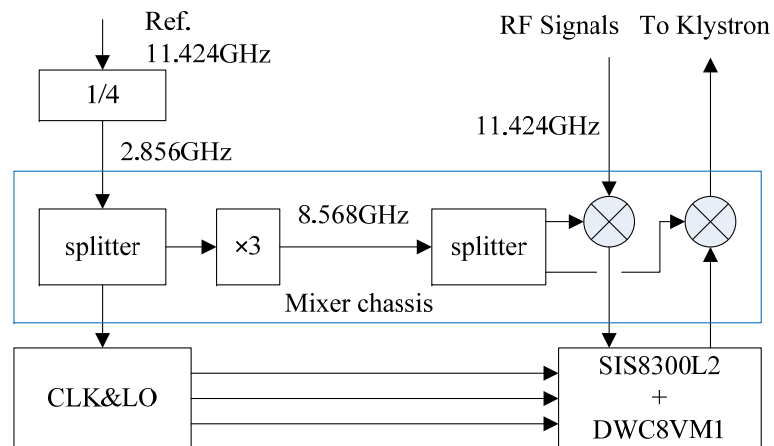 Ref.
11.424GHz
RF Signals
To Klystron
1/4
11.424GHz
2.856GHz
splitter
×3
8.568GHz
splitter
Mixer chassis
CLK&LO
SIS8300L2
+
DWC8VM1